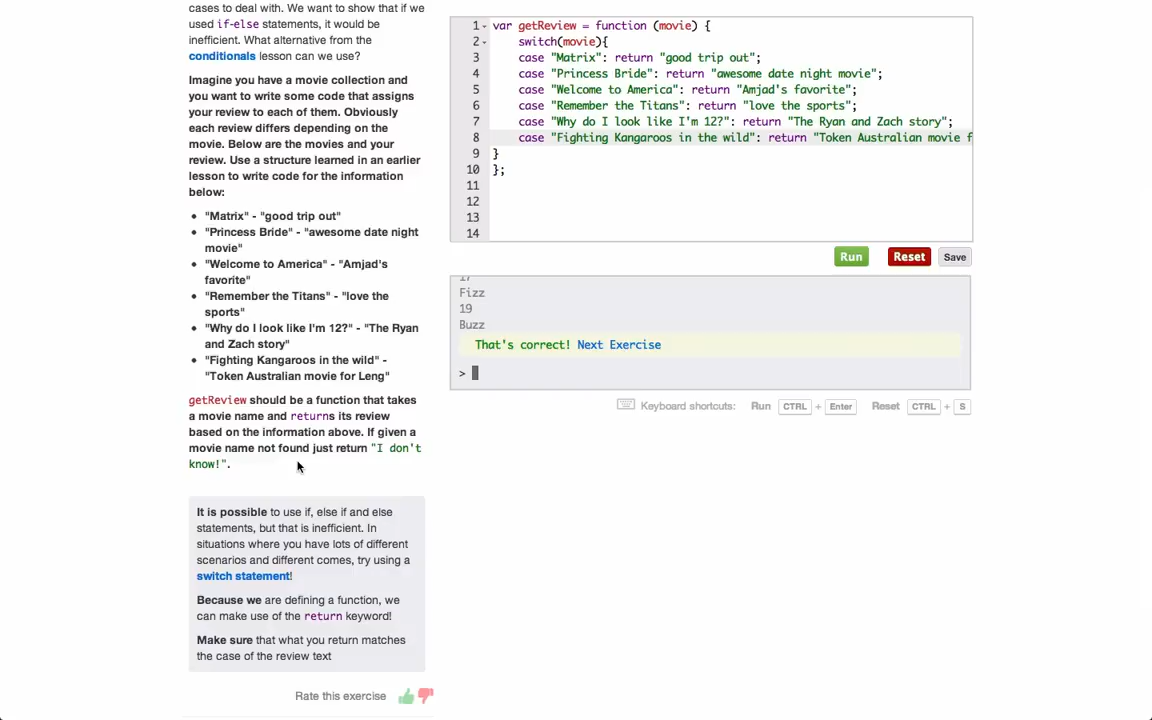 cases to deal with. We want to show that if we
used if-else statements, it would be
inefficient. What alternative from the
conditionals lesson can we use?
Imagine you have a movie collection and
you want to write some code that assigns
your review to each of them. Obviously
each review differs depending on the
movie. Below are the movies and your
review. Use a structure learned in an earlier
lesson to write code for the information
below:
"Matrix" - "good trip out"
"Princess Bride" - "awesome date night
movie"
"Welcome to America" - "Amjad's
favorite"
"Remember the Titans" - "love the
sports"
"Why do I look like I'm 12?" - "The Ryan
and Zach story"
"Fighting Kangaroos in the wild" -
"Token Australian movie for Leng"
getReview should be a function that takes
a movie name and returns its review
based on the information above. If given a
movie name not found just return "I don't
know!".
It is possible to use if, else if and else
statements, but that is inefficient. In
situations where you have lots of different
scenarios and different comes, try using a
switch statement!
Because we are defining a function, we
can make use of the return keyword!
Make sure that what you return matches
the case of the review text
Rate this exercise
1 var getReview = function (movie) {
2 switch(movie){
3 case "Matrix": return "good trip out";
4 case "Princess Bride": return "awesome date night movie";
5 case "Welcome to America": return "Amjad's favorite";
6 case "Remember the Titans": return "love the sports";
7 case "Why do I look like I'm 12?": return "The Ryan and Zach story";
8 case "Fighting Kangaroos in the wild": return "Token Australian movie f
9 }
10 };
11
12
13
14
Run Reset Save
17
Fizz
19
Buzz
That's correct! Next Exercise
>
Keyboard shortcuts: Run CTRL + Enter Reset CTRL + S